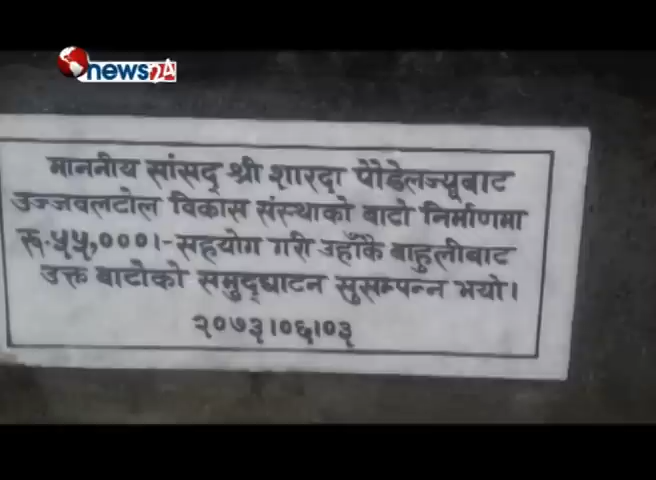 news24
माननीय सांसद् श्री शारदा पौडेलज्यूबाट
उज्जवलटोल विकास संस्थाको बाटो निर्माणमा
रू.५५,०००।- सहयोग गरी उहाँकै बाहुलीबाट
उक्त बाटोको समुद्घाटन सुसम्पन्न भयो।
२०७३।०६।०३